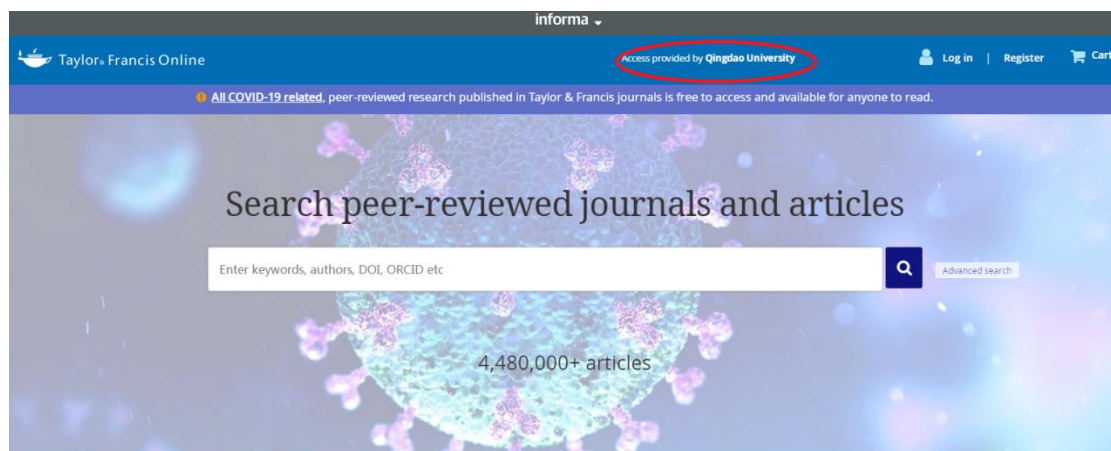 informa
Taylor & Francis Online
Access provided by Qingdao University
Log in | Register
Cart
All COVID-19 related, peer-reviewed research published in Taylor & Francis journals is free to access and available for anyone to read.
Search peer-reviewed journals and articles
Enter keywords, authors, DOI, ORCID etc
Advanced search
4,480,000+ articles